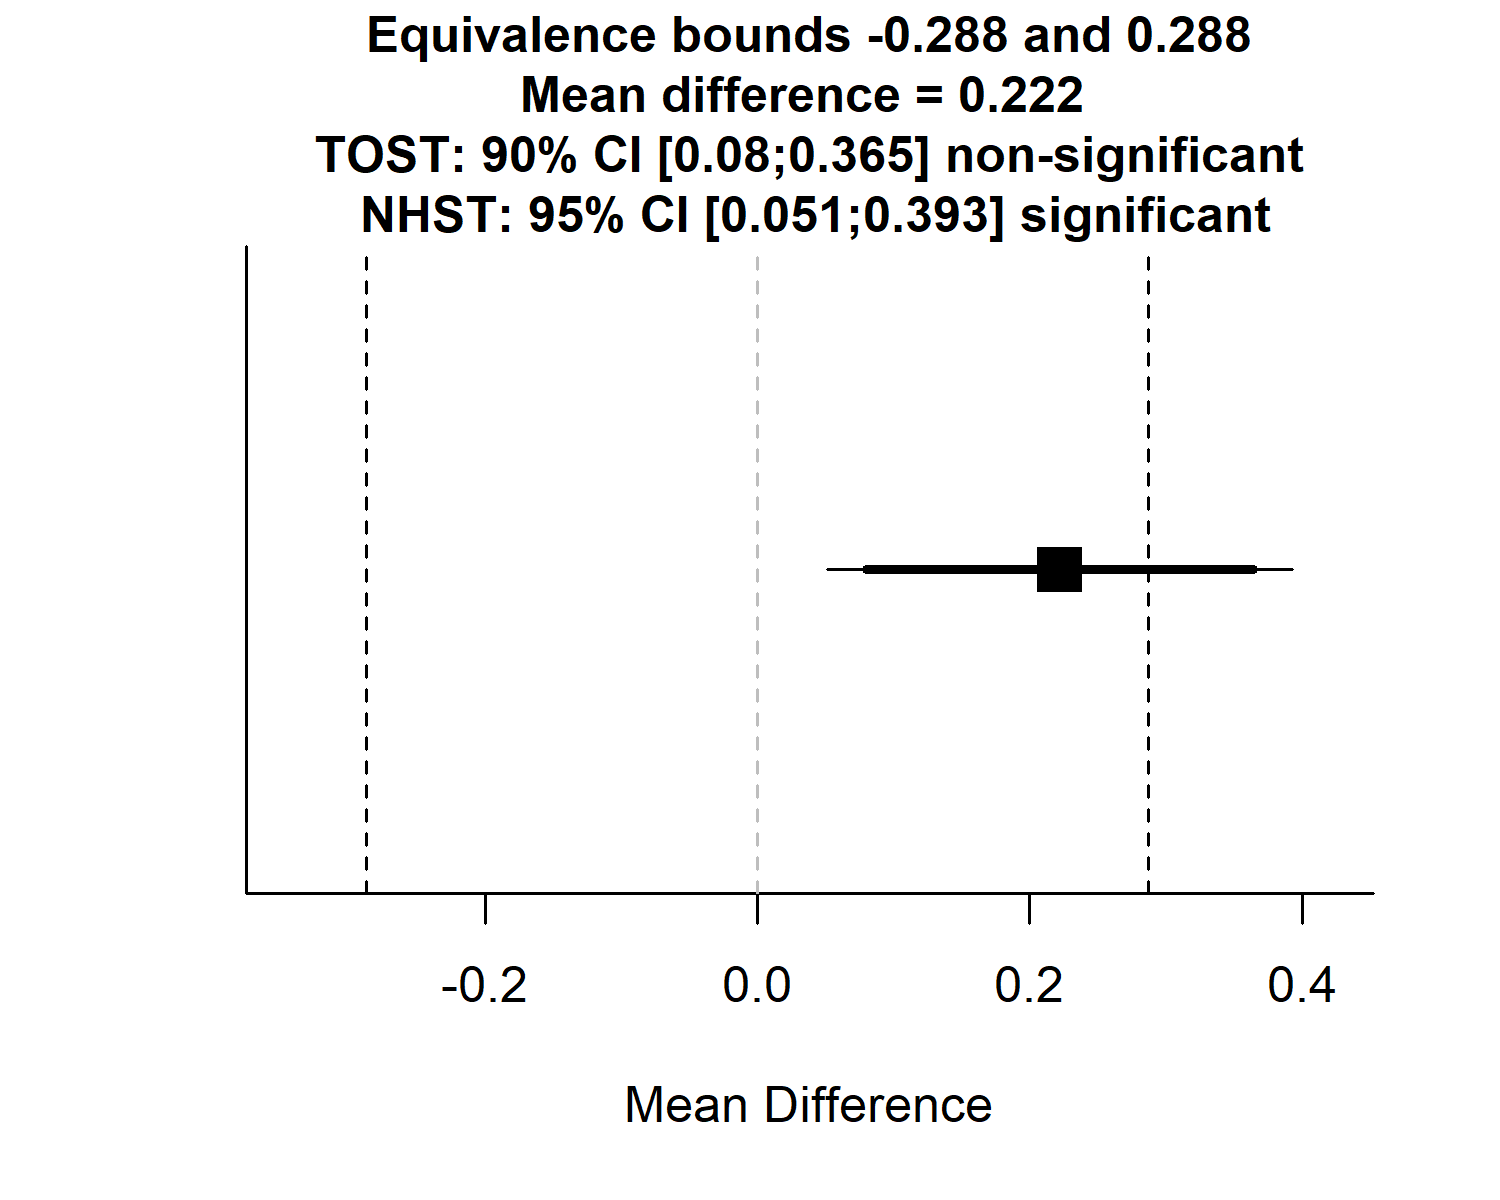 Equivalence bounds -0.288 and 0.288
Mean difference = 0.222
TOST: 90% CI [0.08;0.365] non-significant
NHST: 95% CI [0.051;0.393] significant
-0.2 0.0 0.2 0.4
Mean Difference